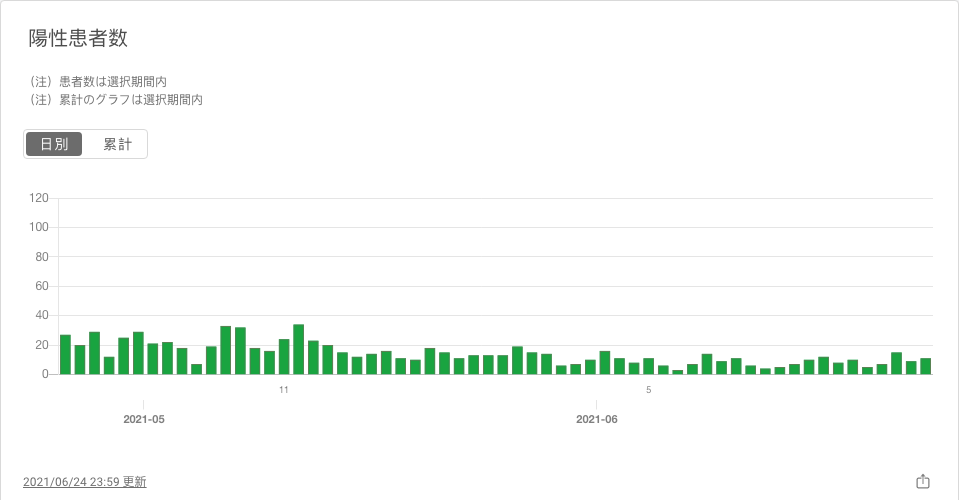 陽性患者数
（注）患者数は選択期間内
（注）累計のグラフは選択期間内
日別 累計
120
100
80
60
40
20
0
11 5
2021-05 2021-06
2021/06/24 23:59 更新